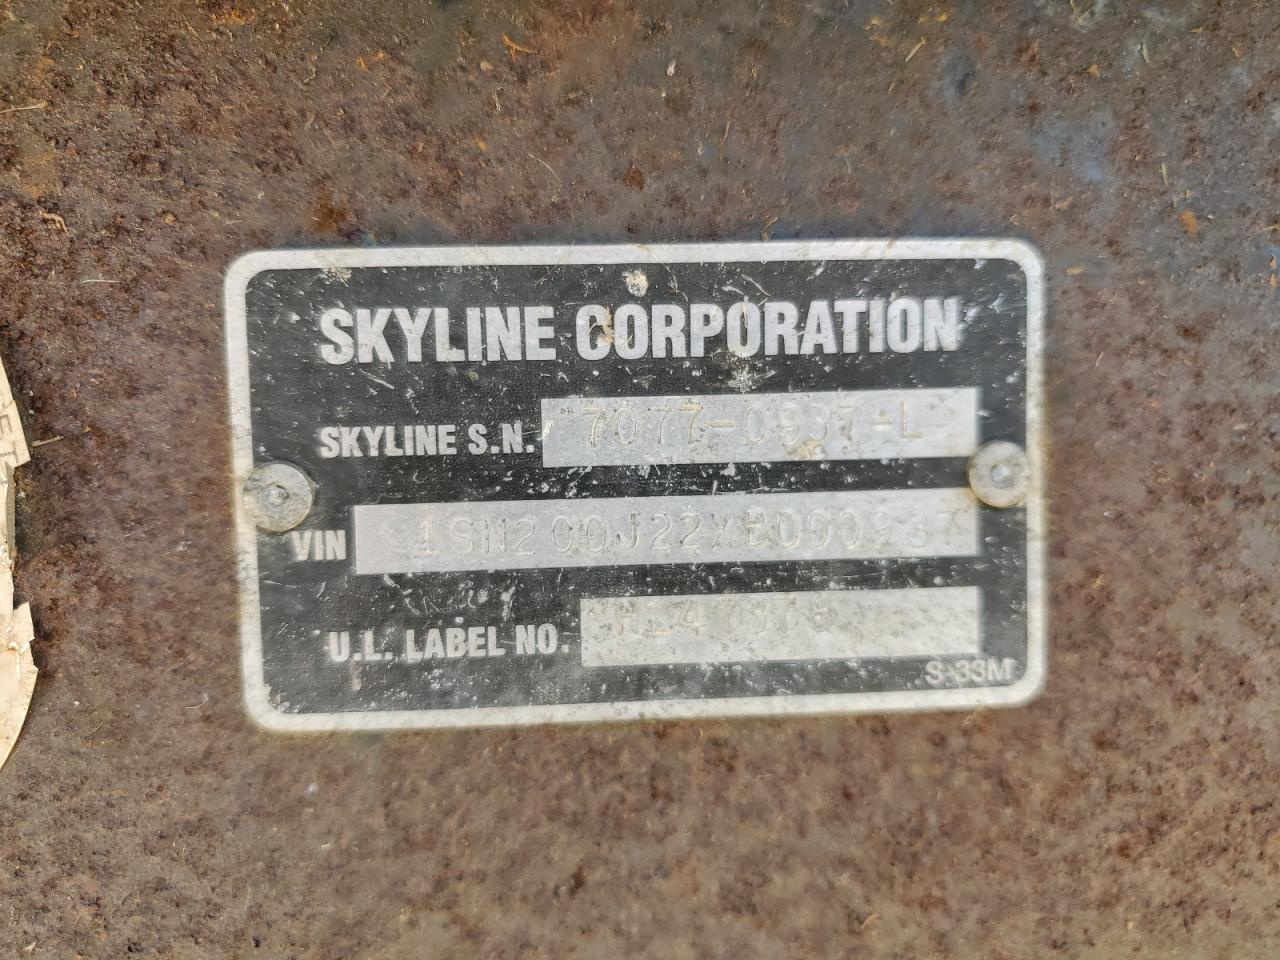 SKYLINE CORPORATION
SKYLINE S.N. 7077-0937-L
VIN 1SN200J22XB000937
U.L. LABEL NO.
S-33M